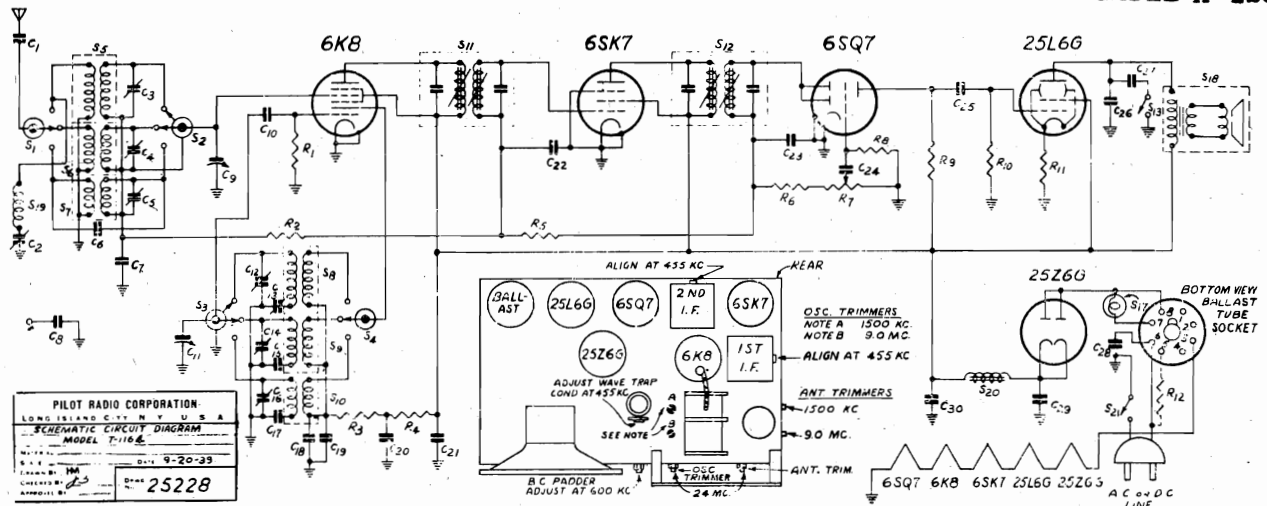 6K8
S11
6SK7
S12
6SQ7
25L6G
C1
S5
C3
S2
C4
C5
S1
S6
S7
S19
C2
C6
C7
C9
C10
R1
C22
C23
R8
C24
R6
R7
C25
R9
R10
R11
C26
S13
S18
R2
R5
C8
S3
C11
C12
C14
S8
S9
S10
S4
C17
C18
C19
R3
R4
C20
C21
ALIGN AT 455 KC
REAR
BALL-
AST
25L6G
6SQ7
2ND
I.F.
6SK7
25Z6G
6K8
1ST
I.F.
OSC. TRIMMERS
NOTE A 1500 KC.
NOTE B 9.0 MC.
ALIGN AT 455 KC
ADJUST WAVE TRAP
COND AT 455 KC
A
B
SEE NOTE
ANT TRIMMERS
1500 KC
9.0 MC.
B.C PADDER
ADJUST AT 600 KC
OSC
TRIMMER
24 MC.
ANT. TRIM.
25Z6G
S17
BOTTOM VIEW
BALLAST
TUBE
SOCKET
C28
S21
R12
C30
S20
C29
6SQ7 6K8 6SK7 25L6G 25Z6G
A C OR D C
LINE
PILOT RADIO CORPORATION
LONG ISLAND CITY N Y U S A
SCHEMATIC CIRCUIT DIAGRAM
MODEL T-1164
DATE 9-20-39
DRAWN BY HM
CHECKED BY
APPROVED BY
25228